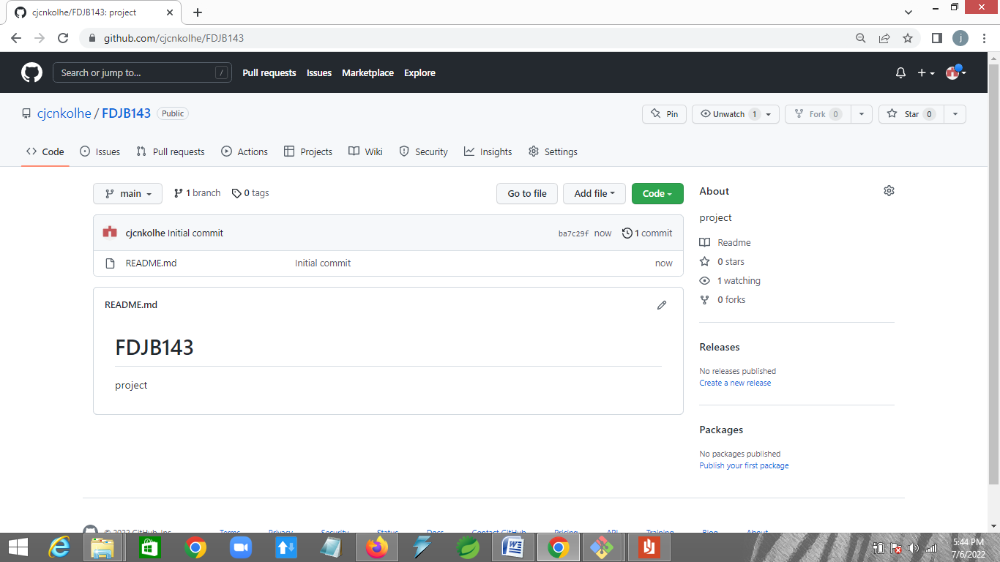 cjcnkolhe/FDJB143: project
github.com/cjcnkolhe/FDJB143
j
Search or jump to... /
Pull requests Issues Marketplace Explore
cjcnkolhe / FDJB143 Public
Pin Unwatch 1 Fork 0 Star 0
Code Issues Pull requests Actions Projects Wiki Security Insights Settings
main 1 branch 0 tags Go to file Add file Code
cjcnkolhe Initial commit ba7c29f now 1 commit
README.md Initial commit now
README.md
FDJB143
project
About
project
Readme
0 stars
1 watching
0 forks
Releases
No releases published
Create a new release
Packages
No packages published
Publish your first package
© 2022 GitHub, Inc. Terms Privacy Security Status Docs Contact GitHub Pricing API Training Blog About
5:44 PM
7/6/2022